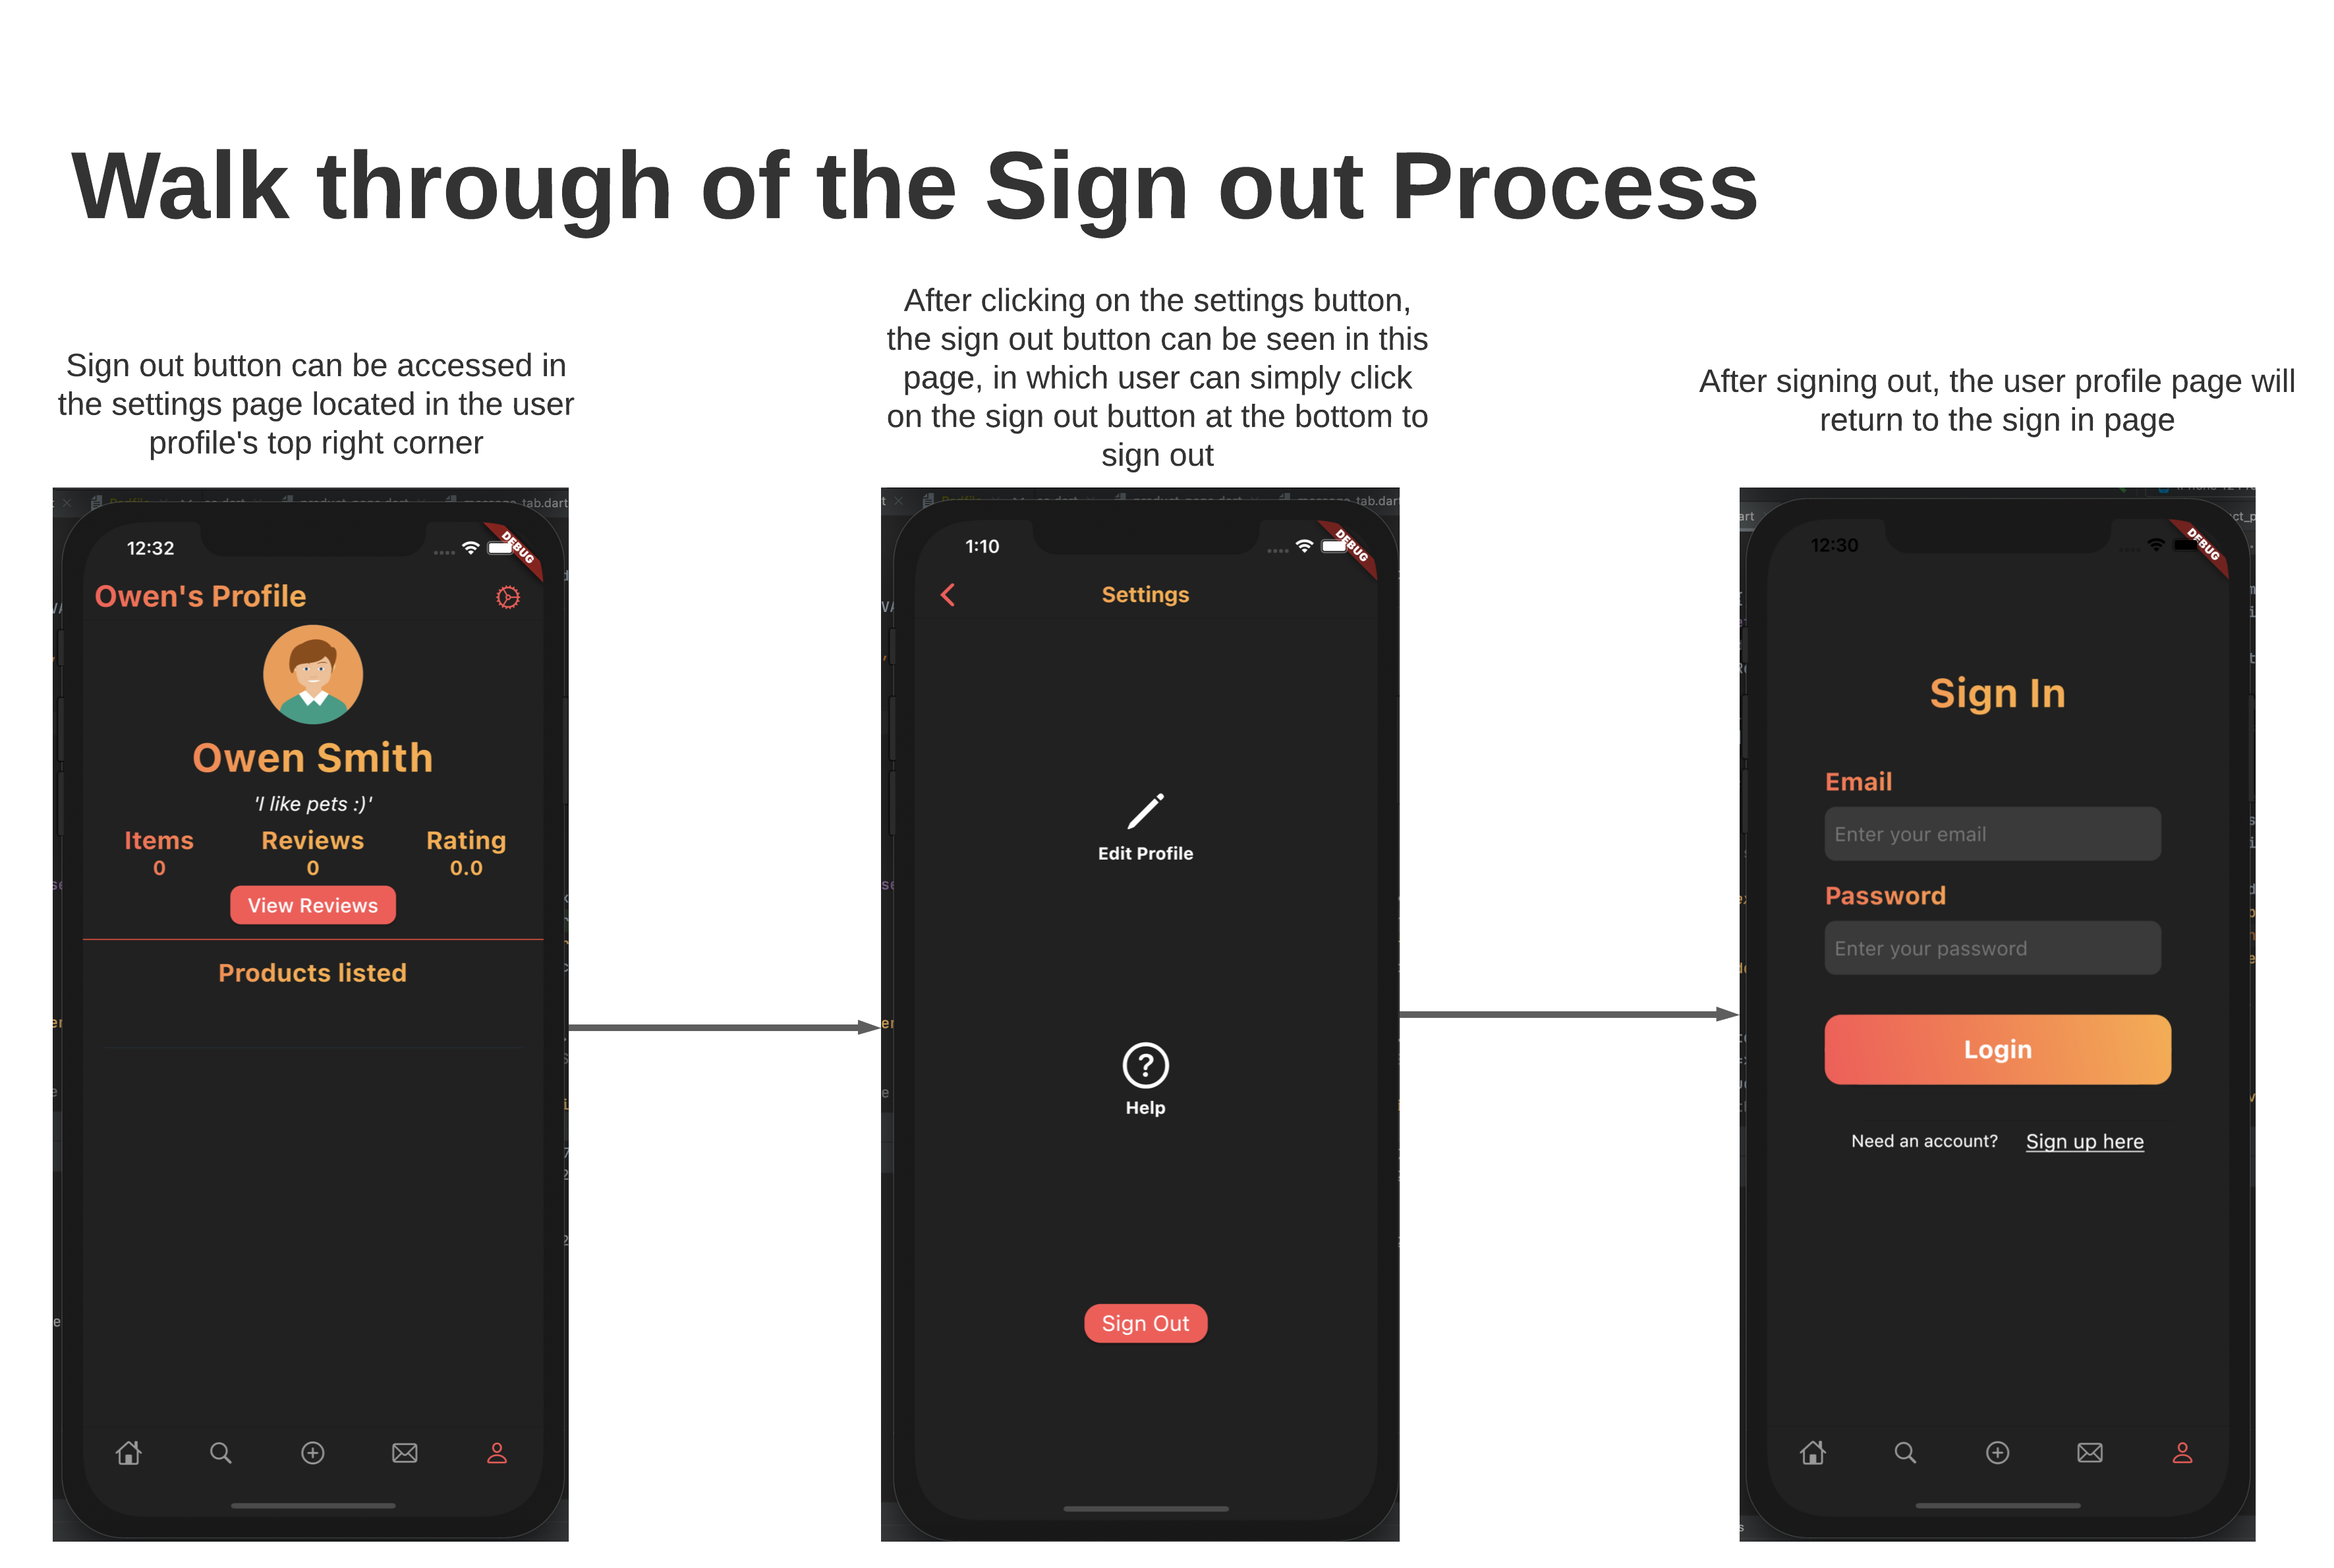 Walk through of the Sign out Process
Sign out button can be accessed in
the settings page located in the user
profile's top right corner
After clicking on the settings button,
the sign out button can be seen in this
page, in which user can simply click
on the sign out button at the bottom to
sign out
After signing out, the user profile page will
return to the sign in page
12:32
DEBUG
Owen's Profile
Owen Smith
'I like pets :)'
Items Reviews Rating
0 0 0.0
View Reviews
Products listed
1:10
DEBUG
Settings
Edit Profile
?
Help
Sign Out
12:30
DEBUG
Sign In
Email
Enter your email
Password
Enter your password
Login
Need an account? Sign up here